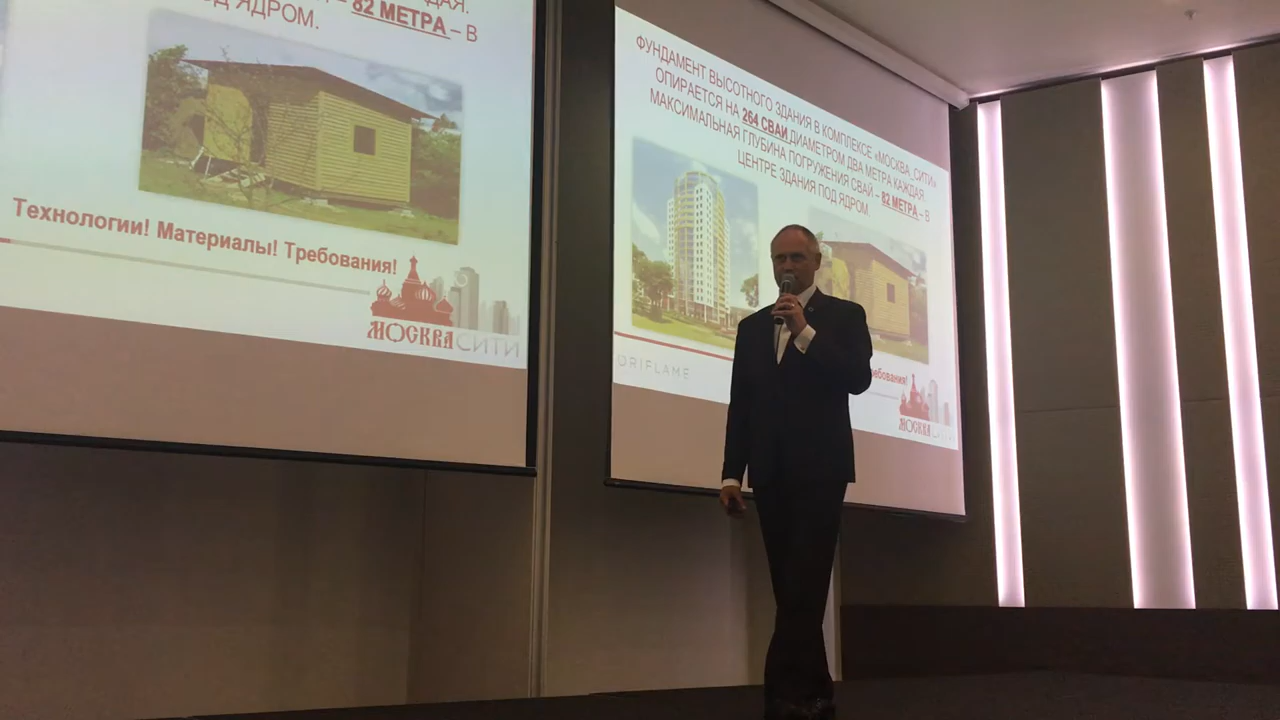 82 МЕТРА – В
ОД ЯДРОМ.
Технологии! Материалы! Требования!
МОСКВА СИТИ
ФУНДАМЕНТ ВЫСОТНОГО ЗДАНИЯ В КОМПЛЕКСЕ «МОСКВА_СИТИ»
ОПИРАЕТСЯ НА 264 СВАИ ДИАМЕТРОМ ДВА МЕТРА КАЖДАЯ.
МАКСИМАЛЬНАЯ ГЛУБИНА ПОГРУЖЕНИЯ СВАЙ – 82 МЕТРА – В
ЦЕНТРЕ ЗДАНИЯ ПОД ЯДРОМ
ORIFLAME
ребования!
МОСКВА СИТИ